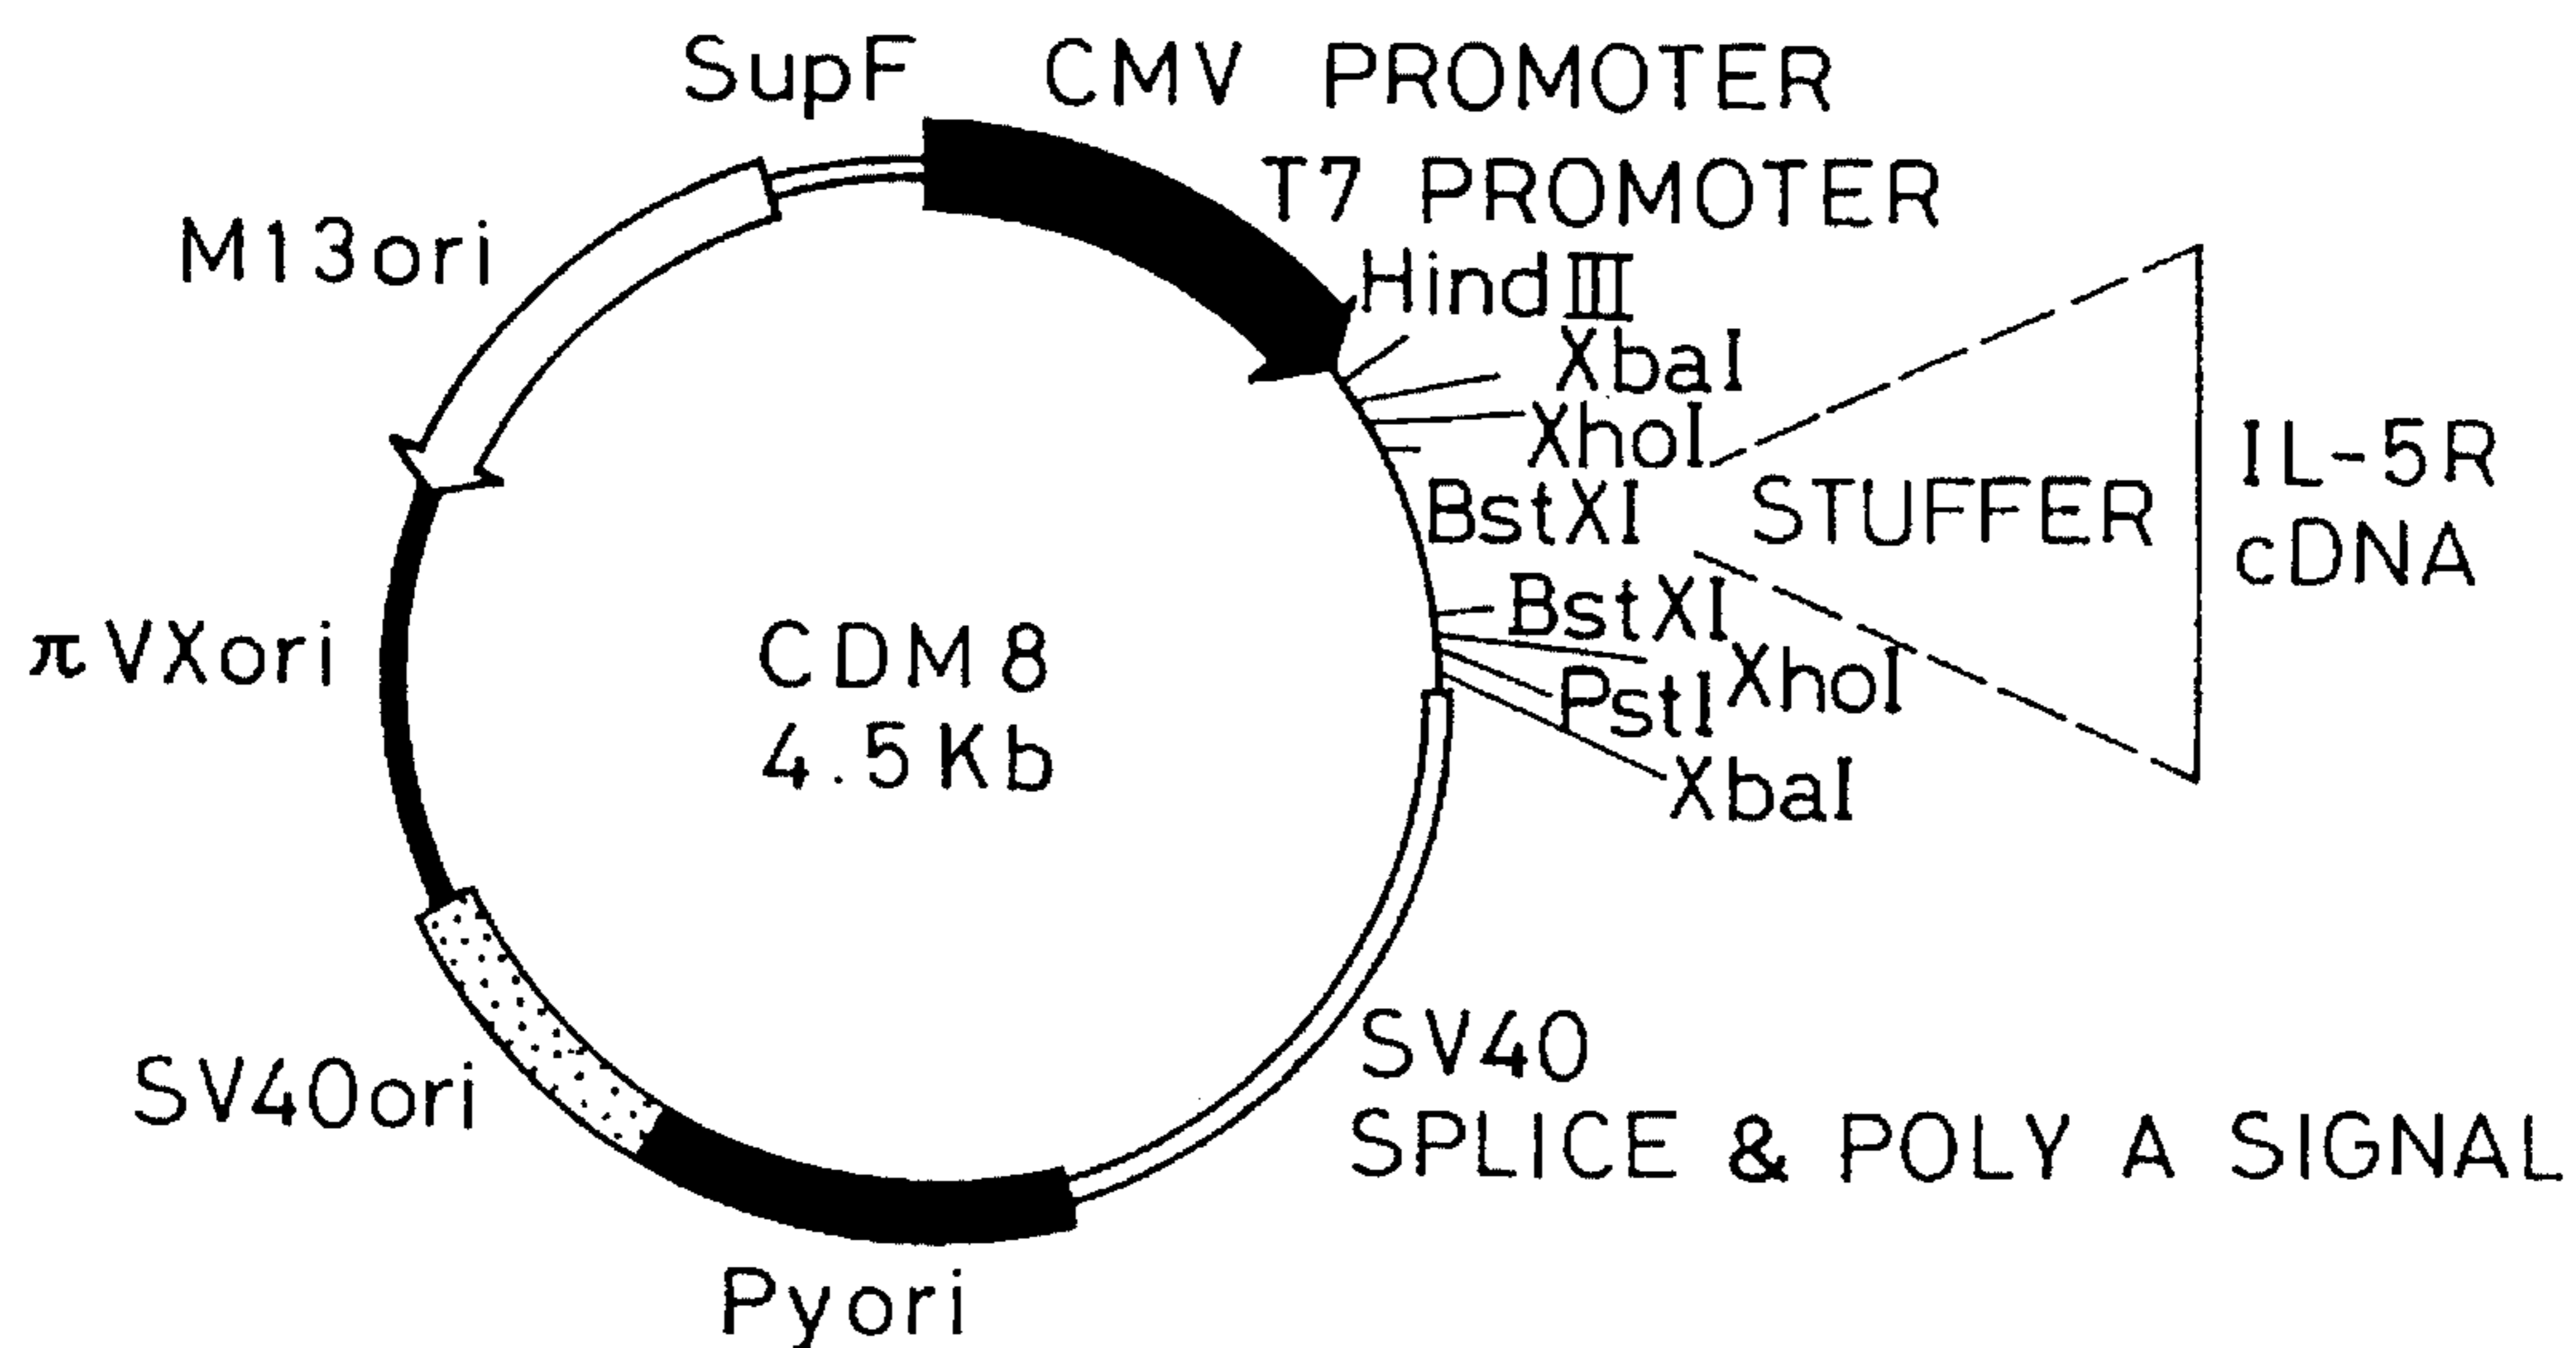 SupF CMV PROMOTER
T7 PROMOTER
M13ori
HindIII
XbaI
XhoI
IL-5R
cDNA
BstXI STUFFER
BstXI
XhoI
PstI
XbaI
πVXori
CDM8
4.5Kb
SV40
SPLICE & POLY A SIGNAL
SV40ori
Pyori